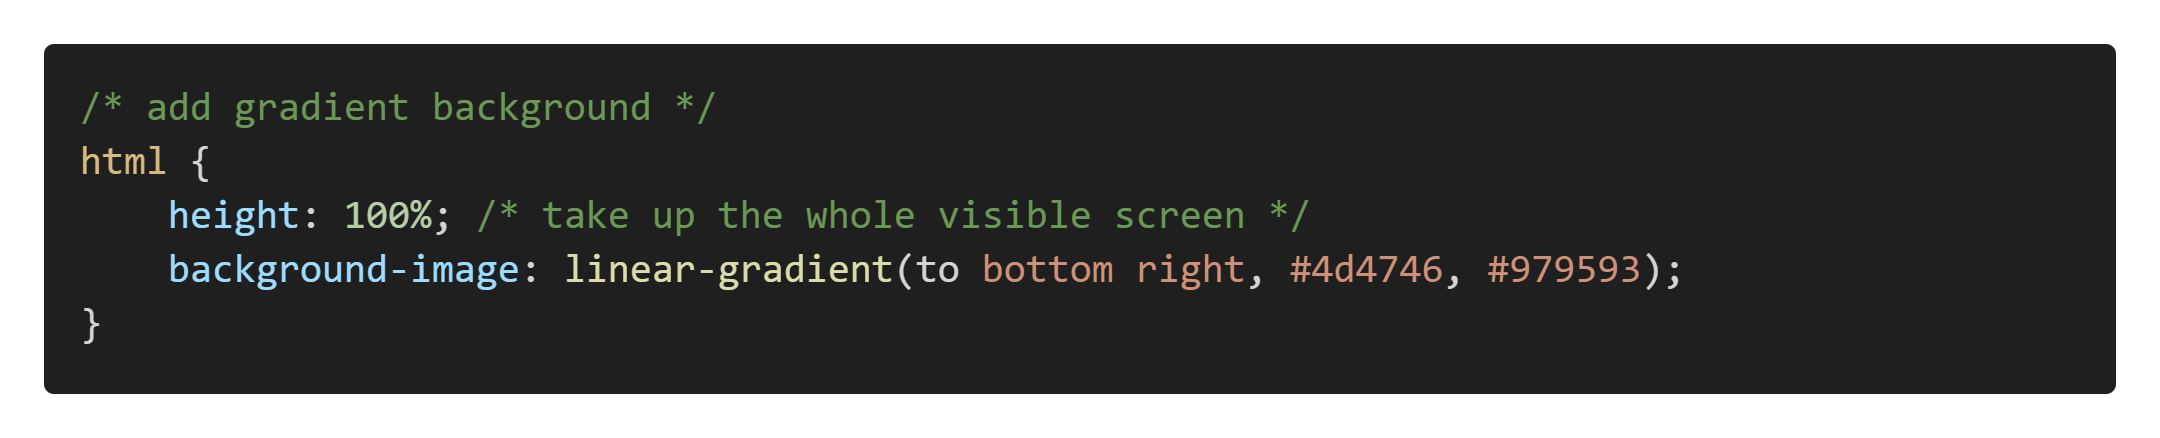 /* add gradient background */
html {
    height: 100%; /* take up the whole visible screen */
    background-image: linear-gradient(to bottom right, #4d4746, #979593);
}